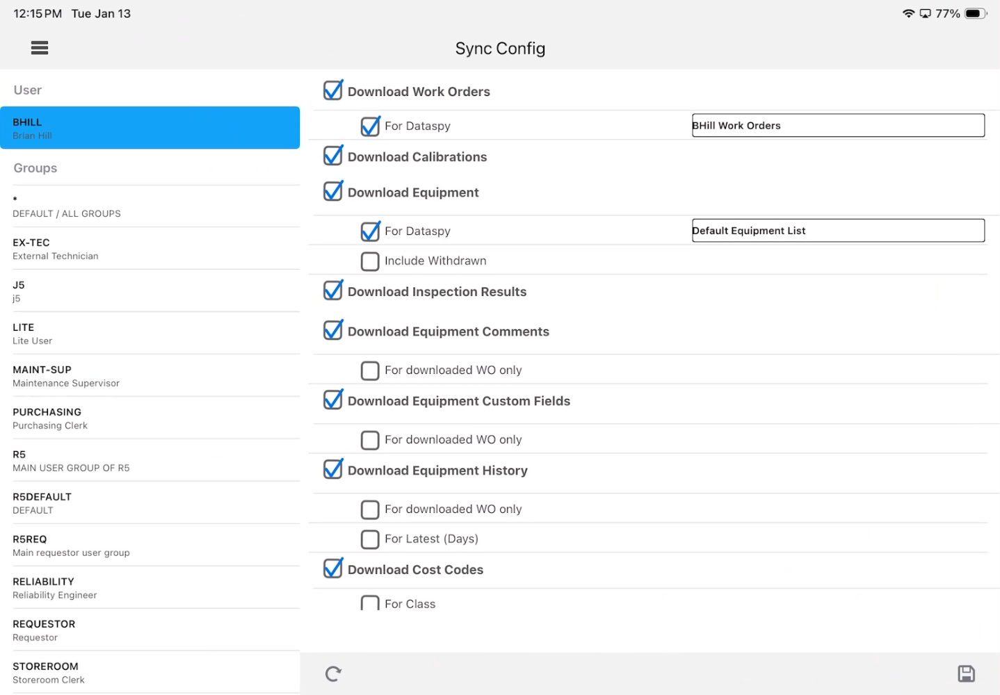 12:15 PM Tue Jan 13
77%
Sync Config
User
BHILL
Brian Hill
Groups
*
DEFAULT / ALL GROUPS
EX-TEC
External Technician
J5
j5
LITE
Lite User
MAINT-SUP
Maintenance Supervisor
PURCHASING
Purchasing Clerk
R5
MAIN USER GROUP OF R5
R5DEFAULT
DEFAULT
R5REQ
Main requestor user group
RELIABILITY
Reliability Engineer
REQUESTOR
Requestor
STOREROOM
Storeroom Clerk
Download Work Orders
For Dataspy
BHill Work Orders
Download Calibrations
Download Equipment
For Dataspy
Default Equipment List
Include Withdrawn
Download Inspection Results
Download Equipment Comments
For downloaded WO only
Download Equipment Custom Fields
For downloaded WO only
Download Equipment History
For downloaded WO only
For Latest (Days)
Download Cost Codes
For Class